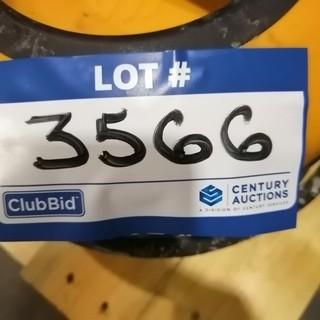 LOT #
3566
ClubBid
CENTURY
AUCTIONS
A DIVISION OF CENTURY SERVICES